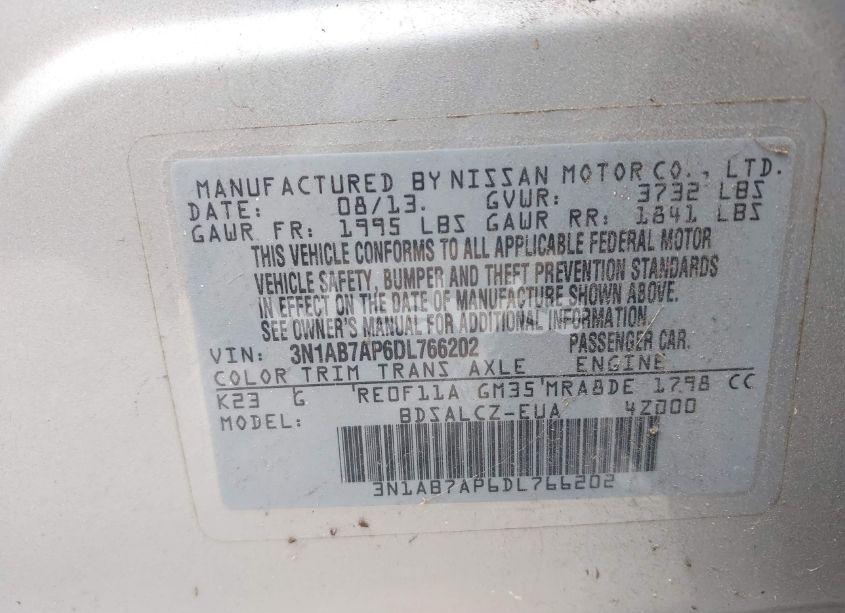 MANUFACTURED BY NISSAN MOTOR CO., LTD.
DATE: 08/13. GVWR: 3732 LBS
GAWR FR: 1995 LBS GAWR RR: 1841 LBS
THIS VEHICLE CONFORMS TO ALL APPLICABLE FEDERAL MOTOR
VEHICLE SAFETY, BUMPER AND THEFT PREVENTION STANDARDS
IN EFFECT ON THE DATE OF MANUFACTURE SHOWN ABOVE.
SEE OWNER'S MANUAL FOR ADDITIONAL INFORMATION
VIN: 3N1AB7AP6DL766202 PASSENGER CAR.
COLOR TRIM TRANS AXLE ENGINE
K23 G RE0F11A GM35 MRA8DE 1798 CC
MODEL: BDSALCZ-EUA 4Z000
3N1AB7AP6DL766202